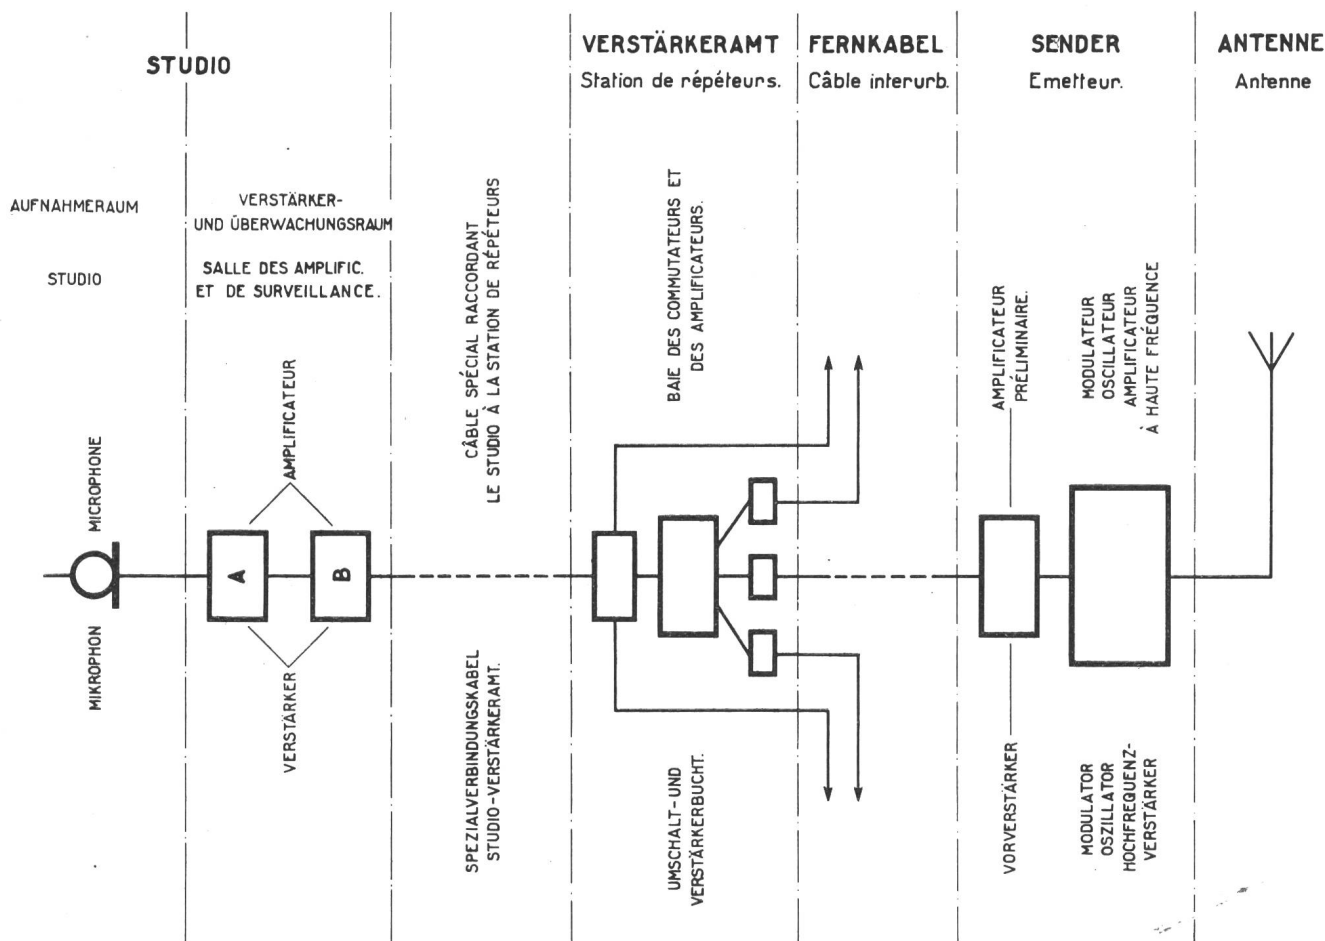 STUDIO
VERSTÄRKERAMT
Station de répéteurs.
FERNKABEL
Câble interurb.
SENDER
Emetteur.
ANTENNE
Antenne
AUFNAHMERAUM
STUDIO
VERSTÄRKER-
UND ÜBERWACHUNGSRAUM
SALLE DES AMPLIFIC.
ET DE SURVEILLANCE.
MICROPHONE
MIKROPHON
AMPLIFICATEUR
A
B
VERSTÄRKER
CÂBLE SPÉCIAL RACCORDANT
LE STUDIO À LA STATION DE RÉPÉTEURS
SPEZIALVERBINDUNGSKABEL
STUDIO-VERSTÄRKERAMT.
BAIE DES COMMUTATEURS ET
DES AMPLIFICATEURS.
UMSCHALT- UND
VERSTÄRKERBUCHT.
AMPLIFICATEUR
PRÉLIMINAIRE.
VORVERSTÄRKER
MODULATEUR
OSCILLATEUR
AMPLIFICATEUR
À HAUTE FRÉQUENCE
MODULATOR
OSZILLATOR
HOCHFREQUENZ-
VERSTÄRKER